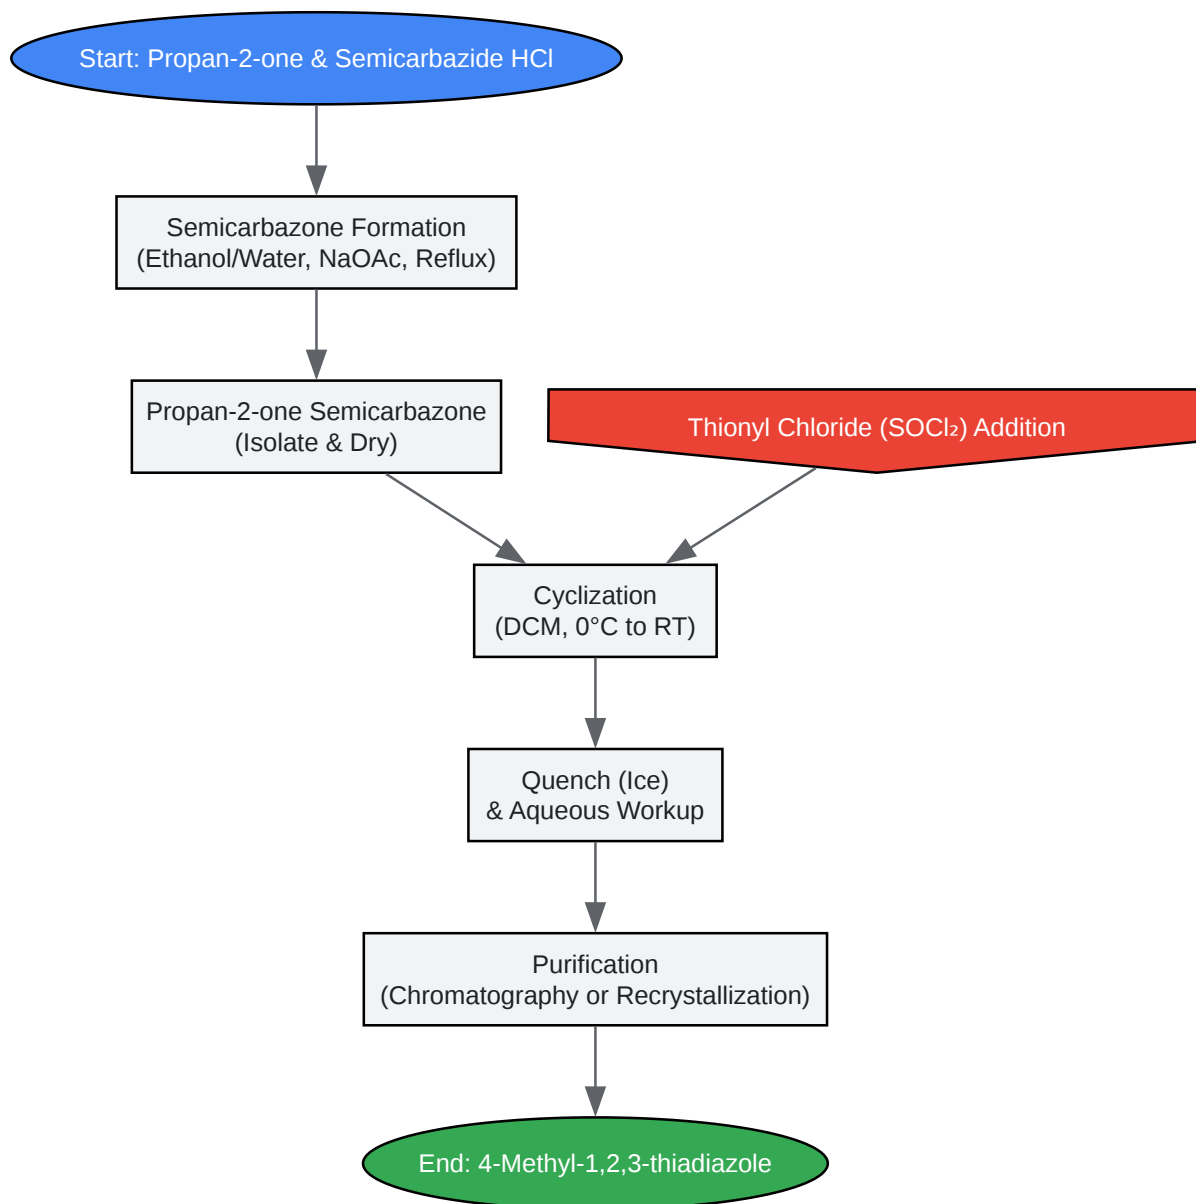 Start: Propan-2-one & Semicarbazide HCl
Semicarbazone Formation
(Ethanol/Water, NaOAc, Reflux)
Propan-2-one Semicarbazone
(Isolate & Dry)
Thionyl Chloride (SOCl₂) Addition
Cyclization
(DCM, 0°C to RT)
Quench (Ice)
& Aqueous Workup
Purification
(Chromatography or Recrystallization)
End: 4-Methyl-1,2,3-thiadiazole